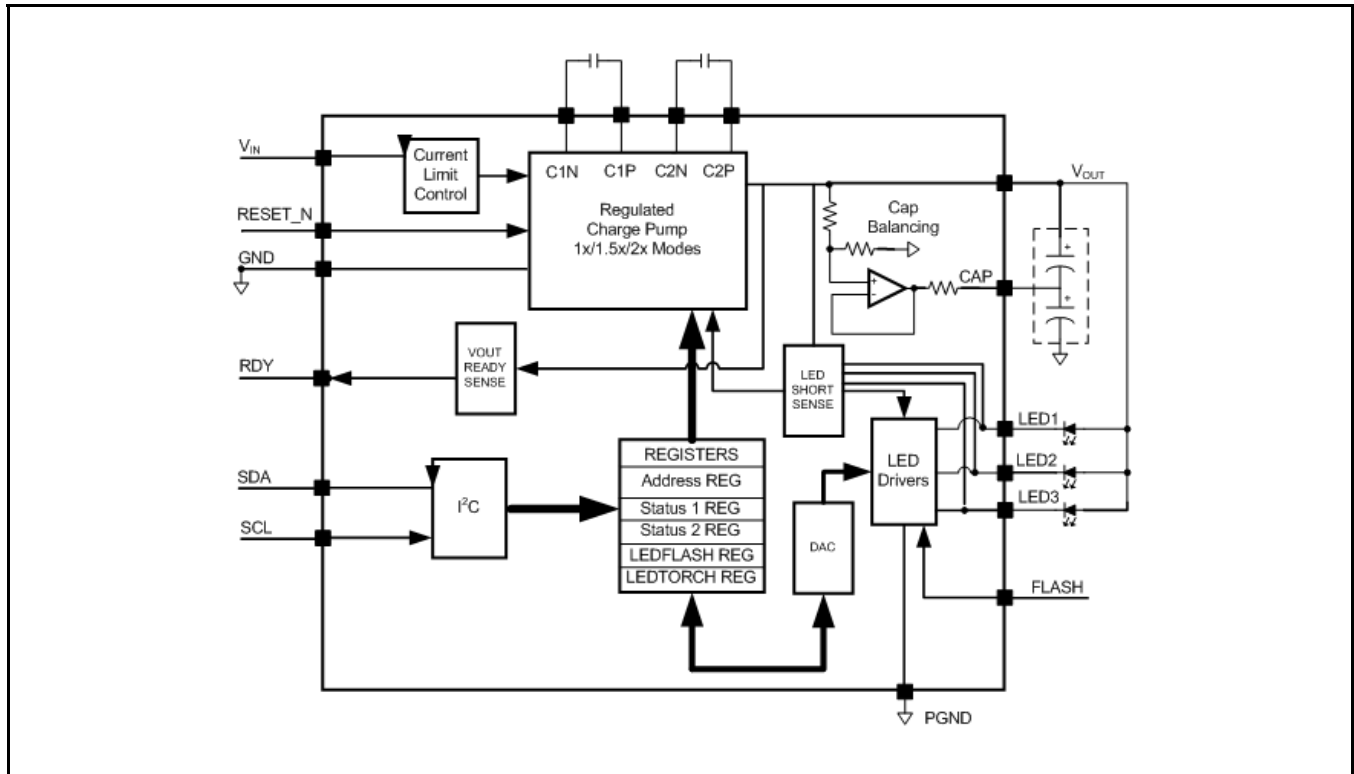 V_IN
Current
Limit
Control
C1N C1P C2N C2P
Regulated
Charge Pump
1x/1.5x/2x Modes
RESET_N
GND
V_OUT
Cap
Balancing
+
-
CAP
+
+
RDY
VOUT
READY
SENSE
LED
SHORT
SENSE
LED1
LED2
LED3
LED
Drivers
REGISTERS
Address REG
Status 1 REG
Status 2 REG
LEDFLASH REG
LEDTORCH REG
SDA
SCL
I²C
DAC
FLASH
PGND